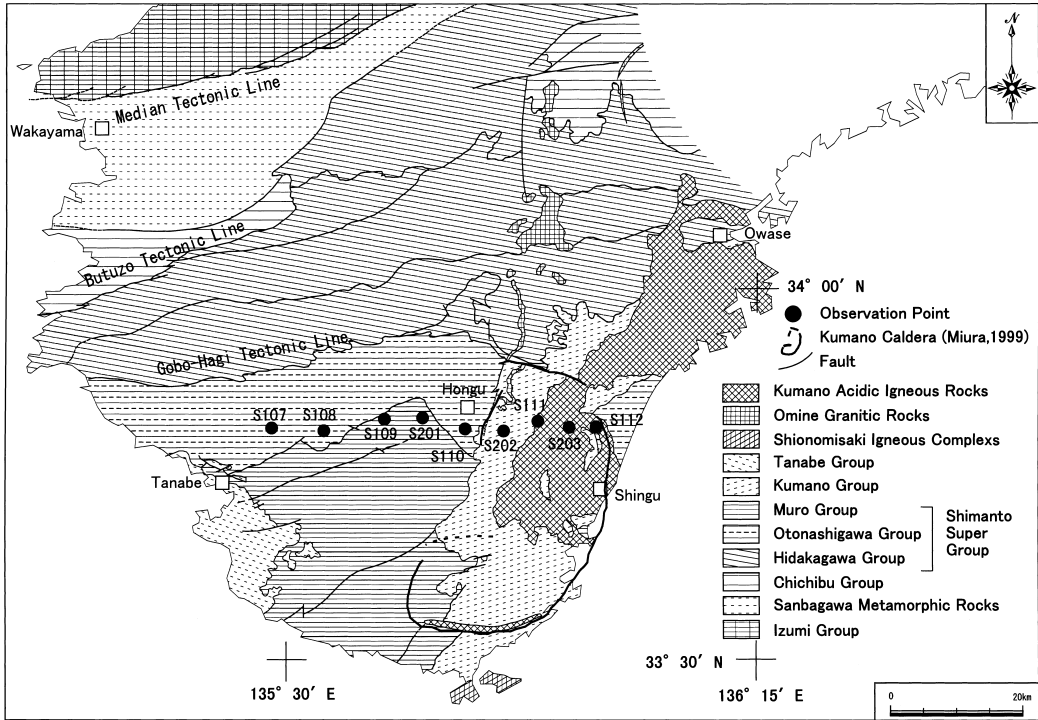 N
Median Tectonic Line
Wakayama
Butuzo Tectonic Line
Owase
34° 00′ N
Observation Point
Kumano Caldera (Miura,1999)
Fault
Gobo-Hagi Tectonic Line
Hongu
S107
S108
S109
S201
S110
S202
S111
S203
S112
Tanabe
Shingu
Kumano Acidic Igneous Rocks
Omine Granitic Rocks
Shionomisaki Igneous Complexs
Tanabe Group
Kumano Group
Muro Group
Otonashigawa Group
Hidakagawa Group
Shimanto
Super
Group
Chichibu Group
Sanbagawa Metamorphic Rocks
Izumi Group
33° 30′ N
135° 30′ E
136° 15′ E
0 20km